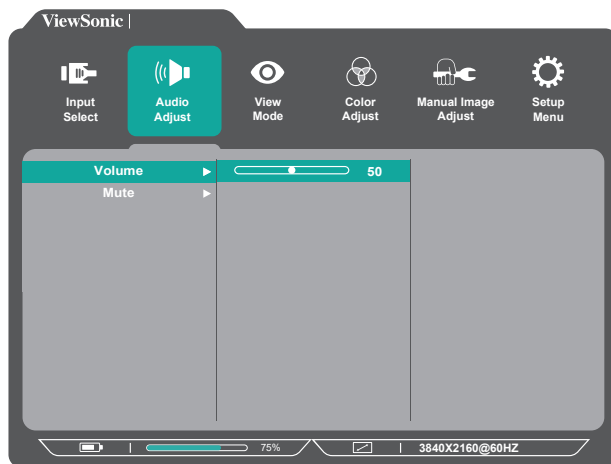 ViewSonic
Input Select
Audio Adjust
View Mode
Color Adjust
Manual Image Adjust
Setup Menu
Volume 50
Mute
75% 3840X2160@60HZ